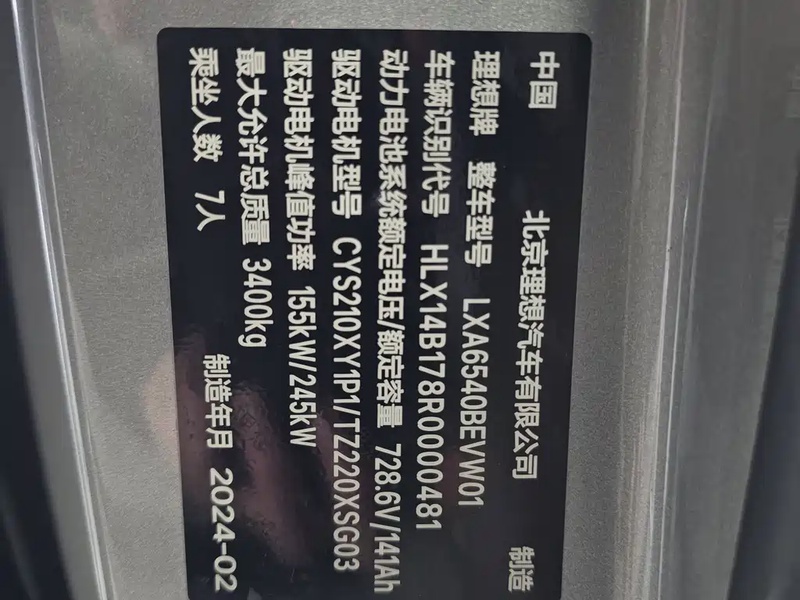 中国 北京理想汽车有限公司 制造
理想牌 整车型号 LXA6540BEVW01
车辆识别代号 HLX14B178R0000481
动力电池系统额定电压/额定容量 728.6V/141Ah
驱动电机型号 CYS210XY1P1/TZ220XSG03
驱动电机峰值功率 155kW/245kW
最大允许总质量 3400kg
乘坐人数 7人 制造年月 2024-02